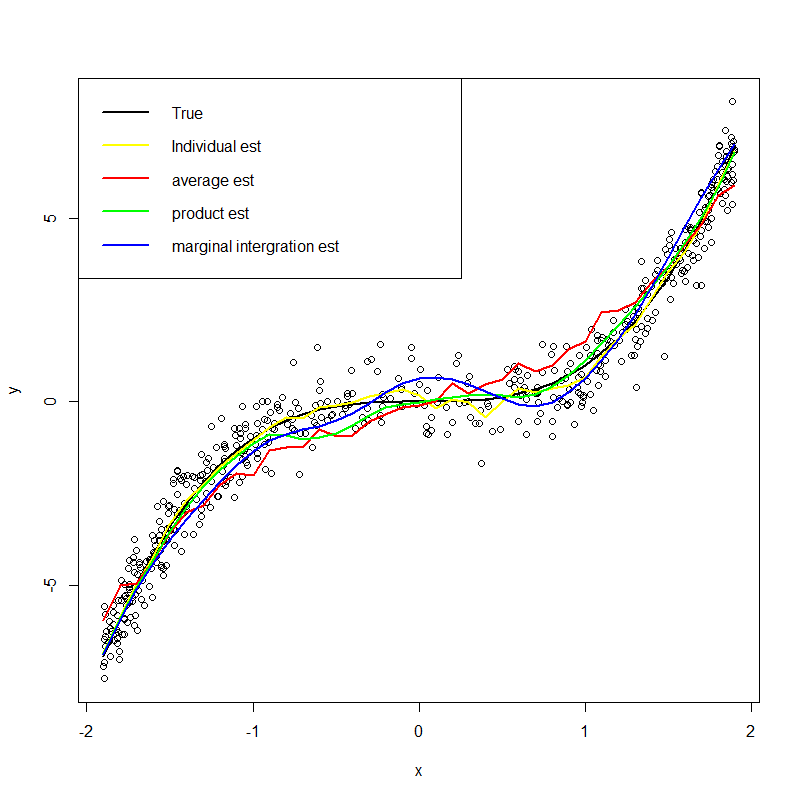 True
Individual est
average est
product est
marginal intergration est
5
0
-5
y
-2
-1
0
1
2
x